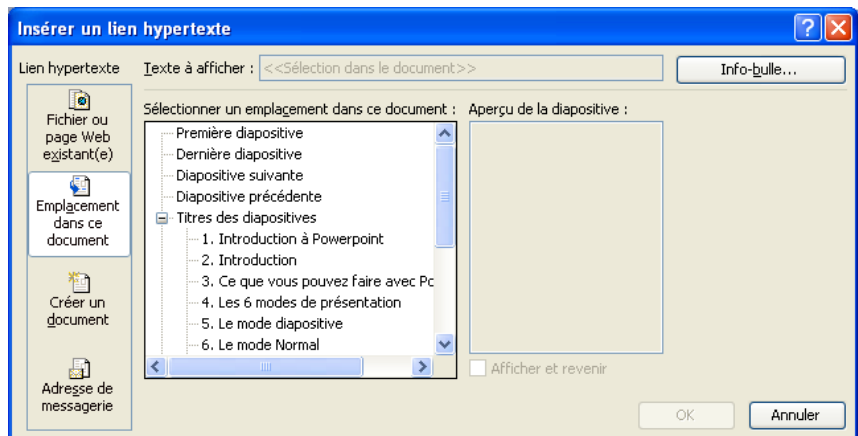 Insérer un lien hypertexte
Lien hypertexte
Texte à afficher :
<<Sélection dans le document>>
Info-bulle...
Fichier ou
page Web
existant(e)
Emplacement
dans ce
document
Créer un
document
Adresse de
messagerie
Sélectionner un emplacement dans ce document :
Première diapositive
Dernière diapositive
Diapositive suivante
Diapositive précédente
Titres des diapositives
1. Introduction à Powerpoint
2. Introduction
3. Ce que vous pouvez faire avec Po
4. Les 6 modes de présentation
5. Le mode diapositive
6. Le mode Normal
Aperçu de la diapositive :
Afficher et revenir
OK
Annuler